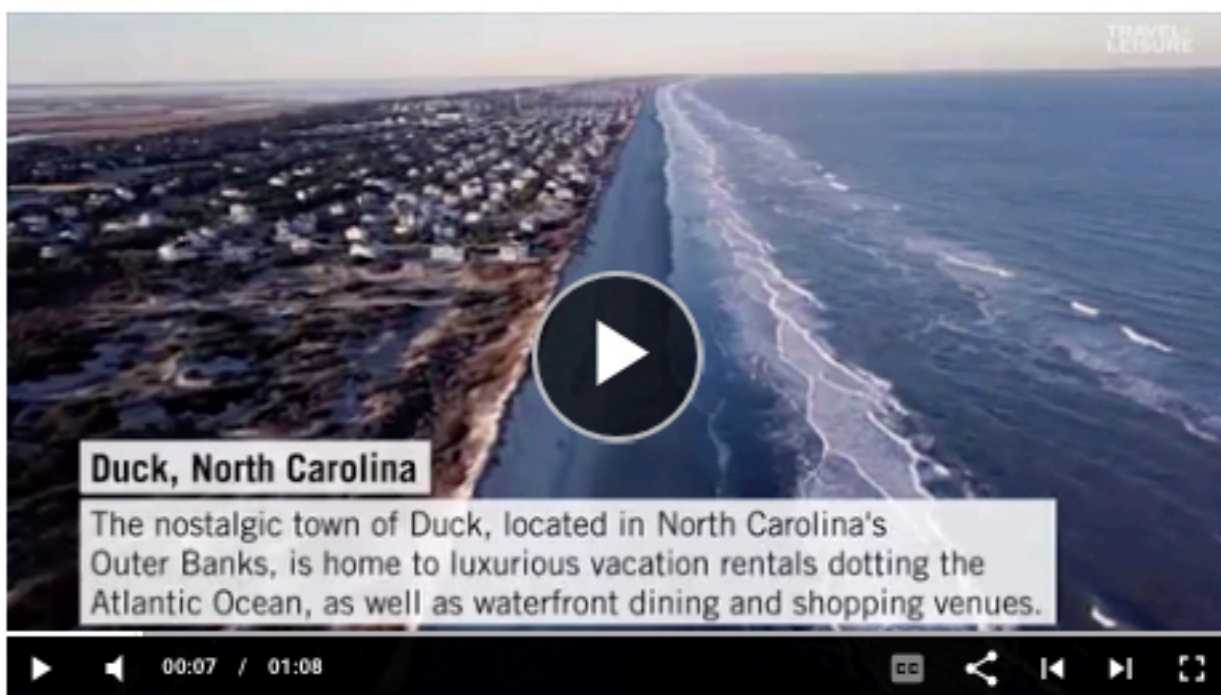 TRAVEL+
LEISURE
Duck, North Carolina
The nostalgic town of Duck, located in North Carolina's
Outer Banks, is home to luxurious vacation rentals dotting the
Atlantic Ocean, as well as waterfront dining and shopping venues.
00:07 / 01:08
CC